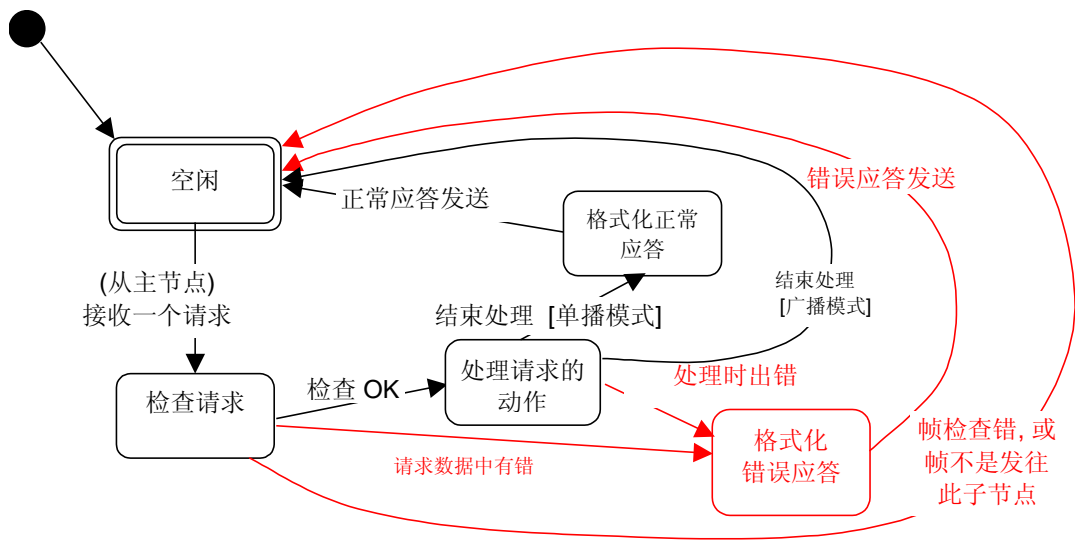 空闲
(从主节点)
接收一个请求
检查请求
检查 OK
处理请求的
动作
结束处理 [单播模式]
格式化正常
应答
正常应答发送
结束处理
[广播模式]
错误应答发送
处理时出错
请求数据中有错
格式化
错误应答
帧检查错, 或
帧不是发往
此子节点